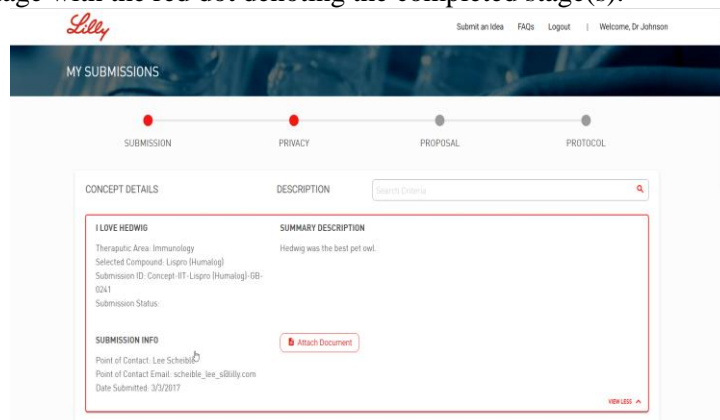 tage with the red dot denoting the completed stage(s).
Lilly
Submit an Idea FAQs Logout | Welcome, Dr Johnson
MY SUBMISSIONS
SUBMISSION PRIVACY PROPOSAL PROTOCOL
CONCEPT DETAILS DESCRIPTION Search Criteria
I LOVE HEDWIG SUMMARY DESCRIPTION
Theraputic Area: Immunology Hedwig was the best pet owl.
Selected Compound: Lispro (Humalog)
Submission ID: Concept-IIT-Lispro (Humalog)-GB-
0241
Submission Status:
SUBMISSION INFO Attach Document
Point of Contact: Lee Scheible
Point of Contact Email: scheible_lee_s@lilly.com
Date Submitted: 3/3/2017
VIEW LESS